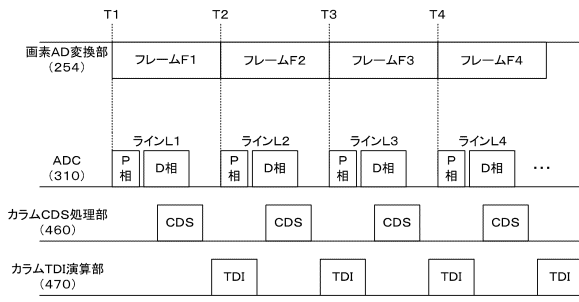 T1 T2 T3 T4
画素AD変換部
(254)
フレームF1 フレームF2 フレームF3 フレームF4
ラインL1 ラインL2 ラインL3 ラインL4
ADC
(310)
P相 D相 P相 D相 P相 D相 P相 D相 …
カラムCDS処理部
(460)
CDS CDS CDS CDS
カラムTDI演算部
(470)
TDI TDI TDI TDI